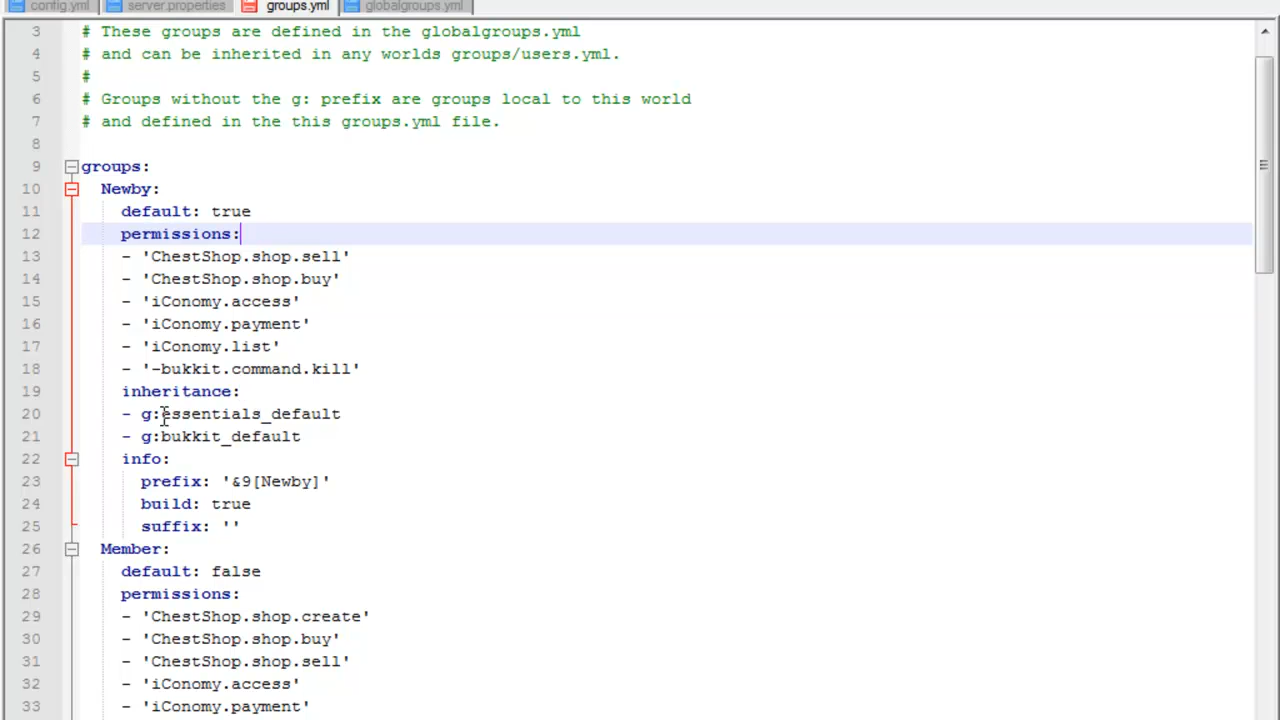 config.yml server.properties groups.yml globalgroups.yml
3 # These groups are defined in the globalgroups.yml
4 # and can be inherited in any worlds groups/users.yml.
5 #
6 # Groups without the g: prefix are groups local to this world
7 # and defined in the this groups.yml file.
8
9 groups:
10 Newby:
11 default: true
12 permissions:
13 - 'ChestShop.shop.sell'
14 - 'ChestShop.shop.buy'
15 - 'iConomy.access'
16 - 'iConomy.payment'
17 - 'iConomy.list'
18 - '-bukkit.command.kill'
19 inheritance:
20 - g:essentials_default
21 - g:bukkit_default
22 info:
23 prefix: '&9[Newby]'
24 build: true
25 suffix: ''
26 Member:
27 default: false
28 permissions:
29 - 'ChestShop.shop.create'
30 - 'ChestShop.shop.buy'
31 - 'ChestShop.shop.sell'
32 - 'iConomy.access'
33 - 'iConomy.payment'